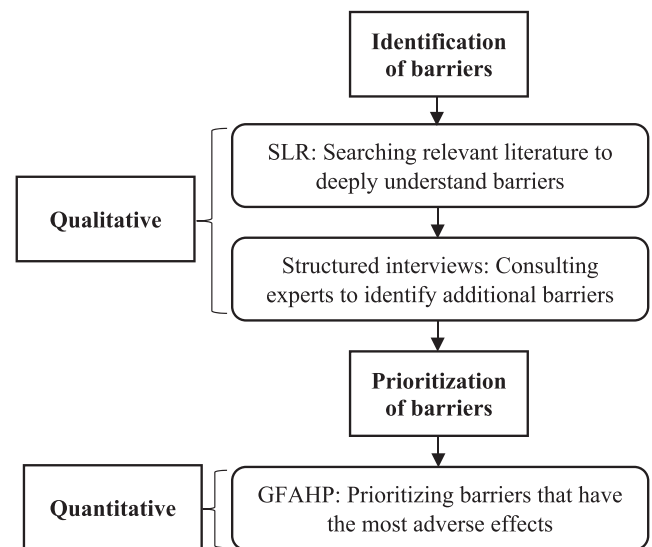 Identification
of barriers
SLR: Searching relevant literature to
deeply understand barriers
Qualitative
Structured interviews: Consulting
experts to identify additional barriers
Prioritization
of barriers
Quantitative
GFAHP: Prioritizing barriers that have
the most adverse effects